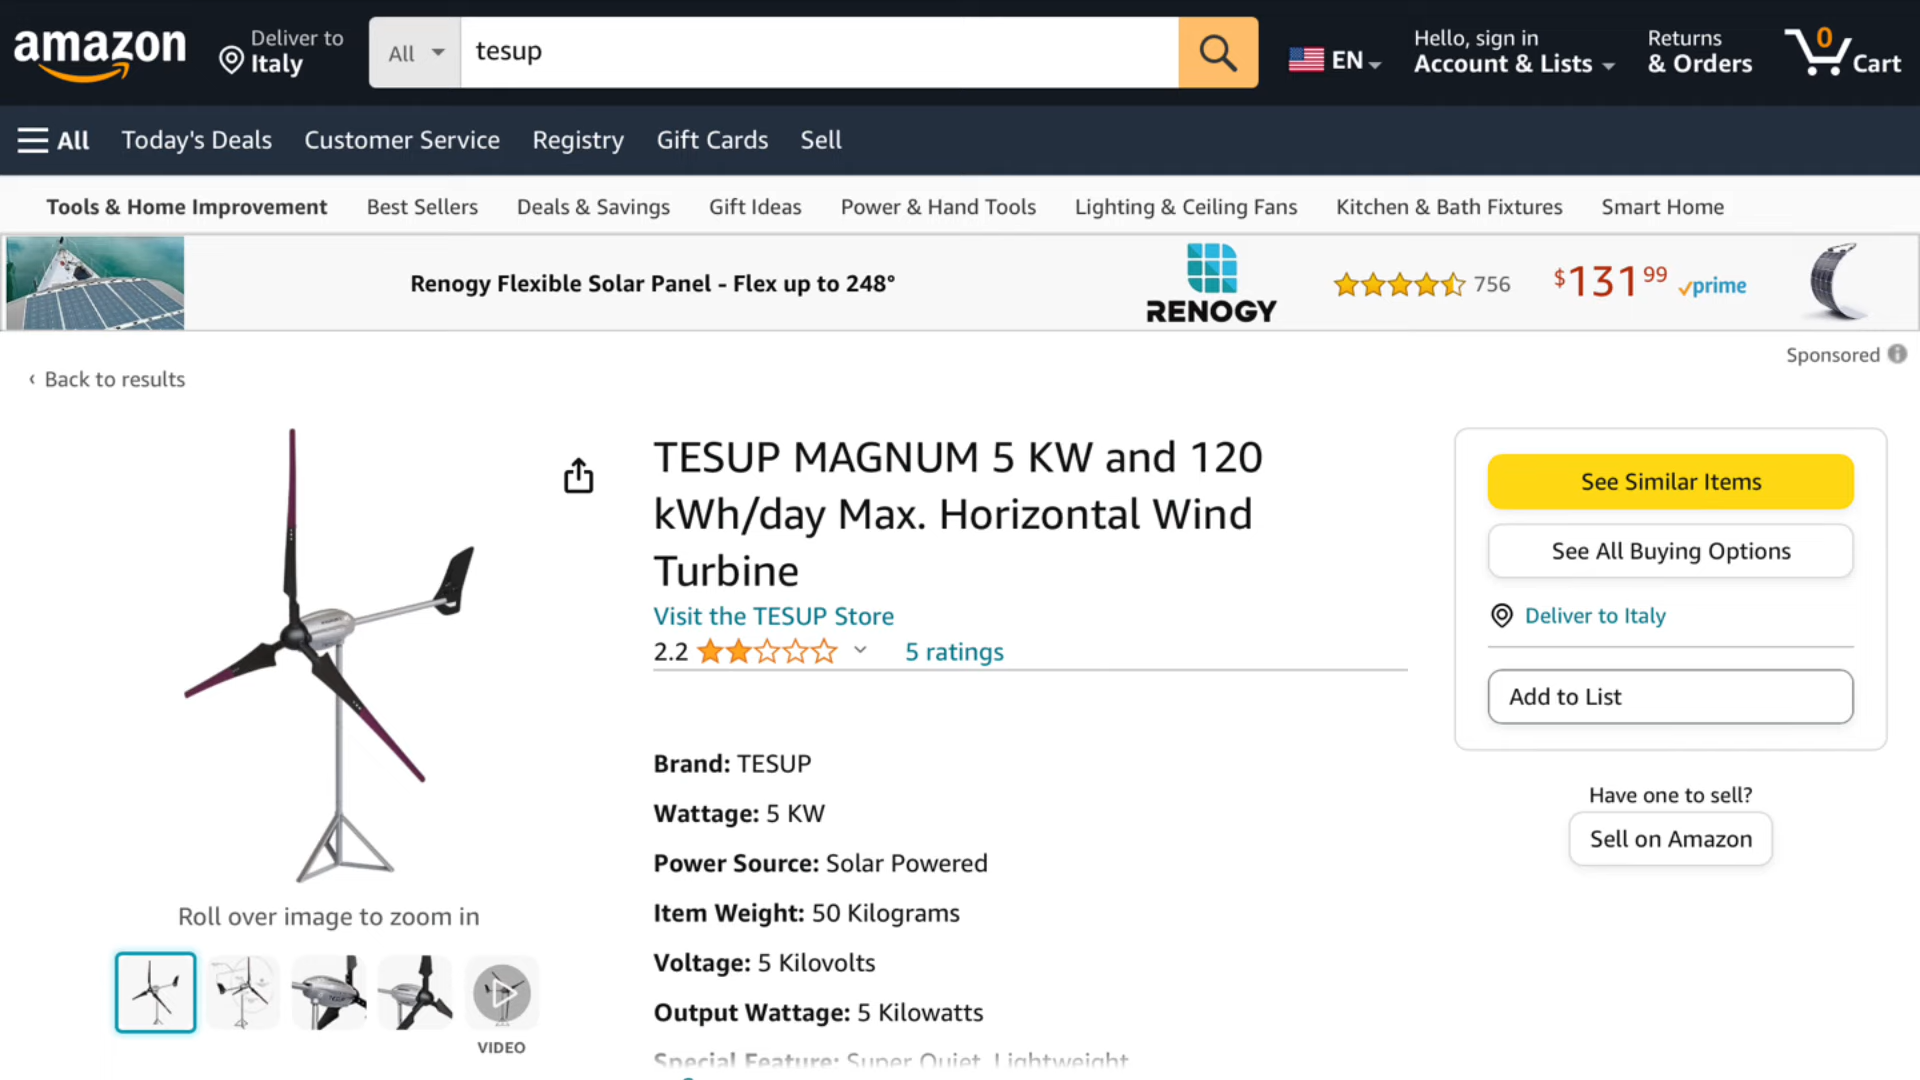 amazon
Deliver to
Italy
All
tesup
EN
Hello, sign in
Account & Lists
Returns
& Orders
0
Cart
All
Today's Deals
Customer Service
Registry
Gift Cards
Sell
Tools & Home Improvement
Best Sellers
Deals & Savings
Gift Ideas
Power & Hand Tools
Lighting & Ceiling Fans
Kitchen & Bath Fixtures
Smart Home
Renogy Flexible Solar Panel - Flex up to 248°
RENOGY
756
$131 99
prime
Sponsored
‹ Back to results
TESUP MAGNUM 5 KW and 120
kWh/day Max. Horizontal Wind
Turbine
Visit the TESUP Store
2.2
5 ratings
Brand: TESUP
Wattage: 5 KW
Power Source: Solar Powered
Item Weight: 50 Kilograms
Voltage: 5 Kilovolts
Output Wattage: 5 Kilowatts
Special Feature: Super Quiet, Lightweight
See Similar Items
See All Buying Options
Deliver to Italy
Add to List
Have one to sell?
Sell on Amazon
Roll over image to zoom in
VIDEO